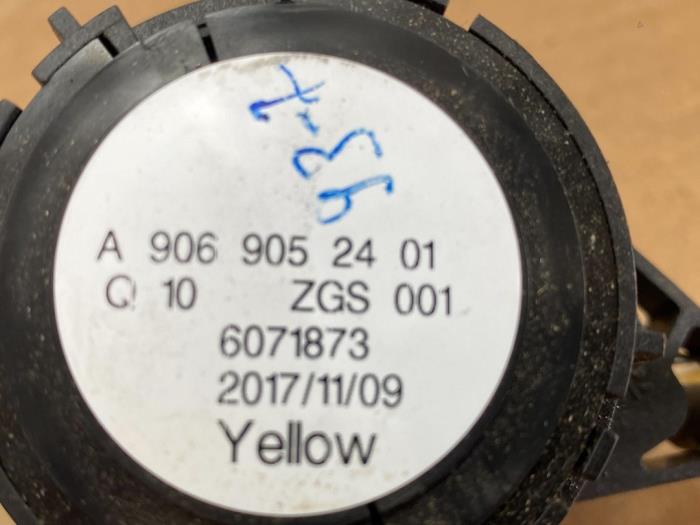 A 906 905 24 01
Q 10 ZGS 001
6071873
2017/11/09
Yellow